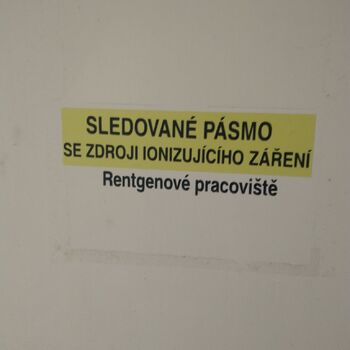 SLEDOVANÉ PÁSMO
SE ZDROJI IONIZUJÍCÍHO ZÁŘENÍ
Rentgenové pracoviště